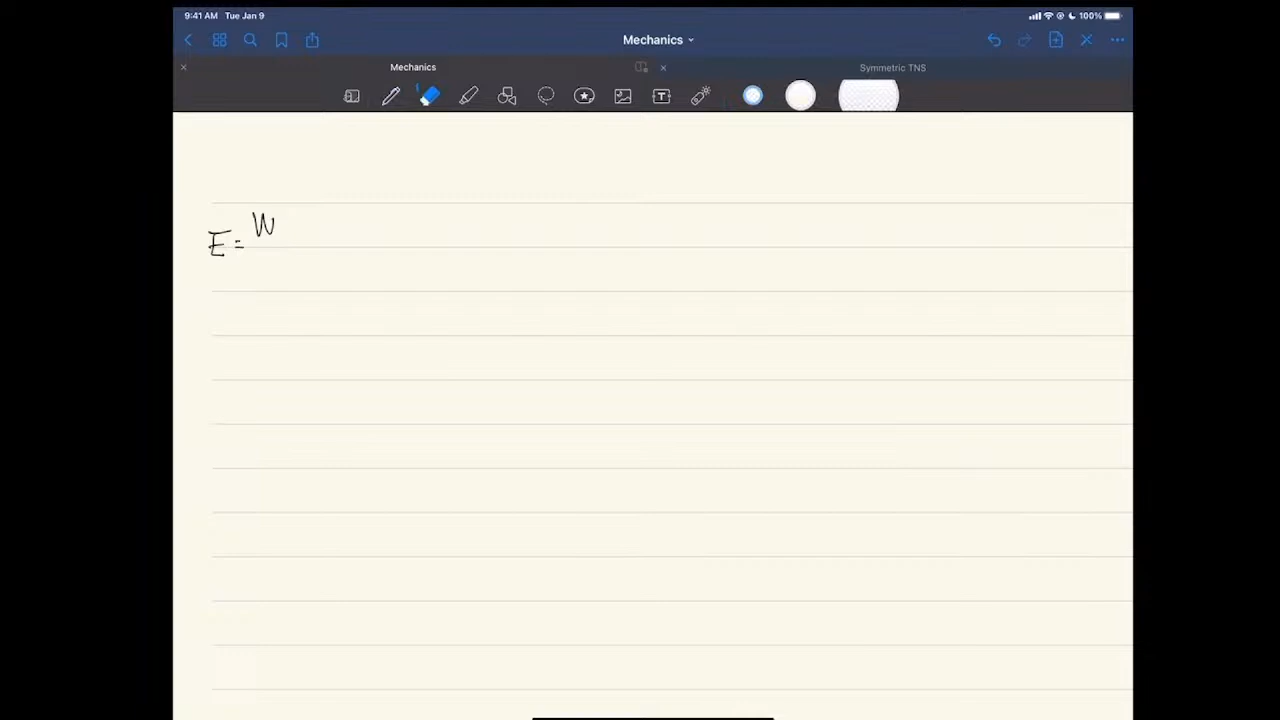 9:41 AM Tue Jan 9
100%
Mechanics
Mechanics
Symmetric TNS
E = W